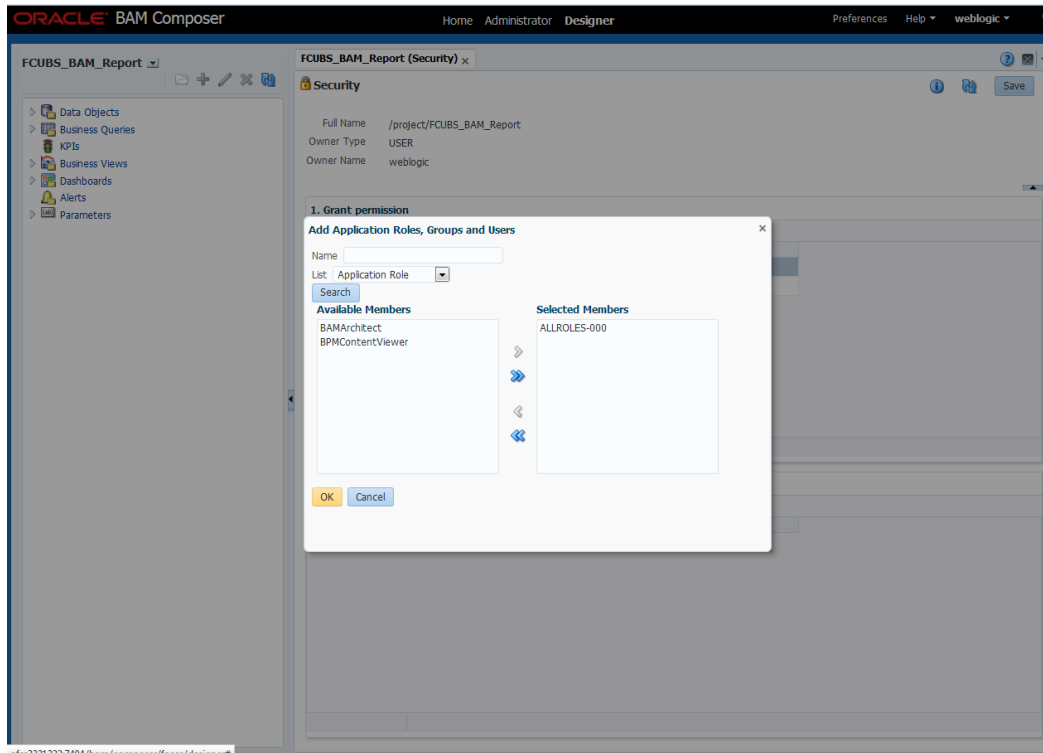 ORACLE BAM Composer
Home Administrator Designer
Preferences Help weblogic
FCUBS_BAM_Report
Data Objects
Business Queries
KPIs
Business Views
Dashboards
Alerts
Parameters
FCUBS_BAM_Report (Security) x
Security
Save
Full Name /project/FCUBS_BAM_Report
Owner Type USER
Owner Name weblogic
1. Grant permission
Add Application Roles, Groups and Users
Name
List Application Role
Search
Available Members
BAMArchitect
BPMContentViewer
Selected Members
ALLROLES-000
OK Cancel